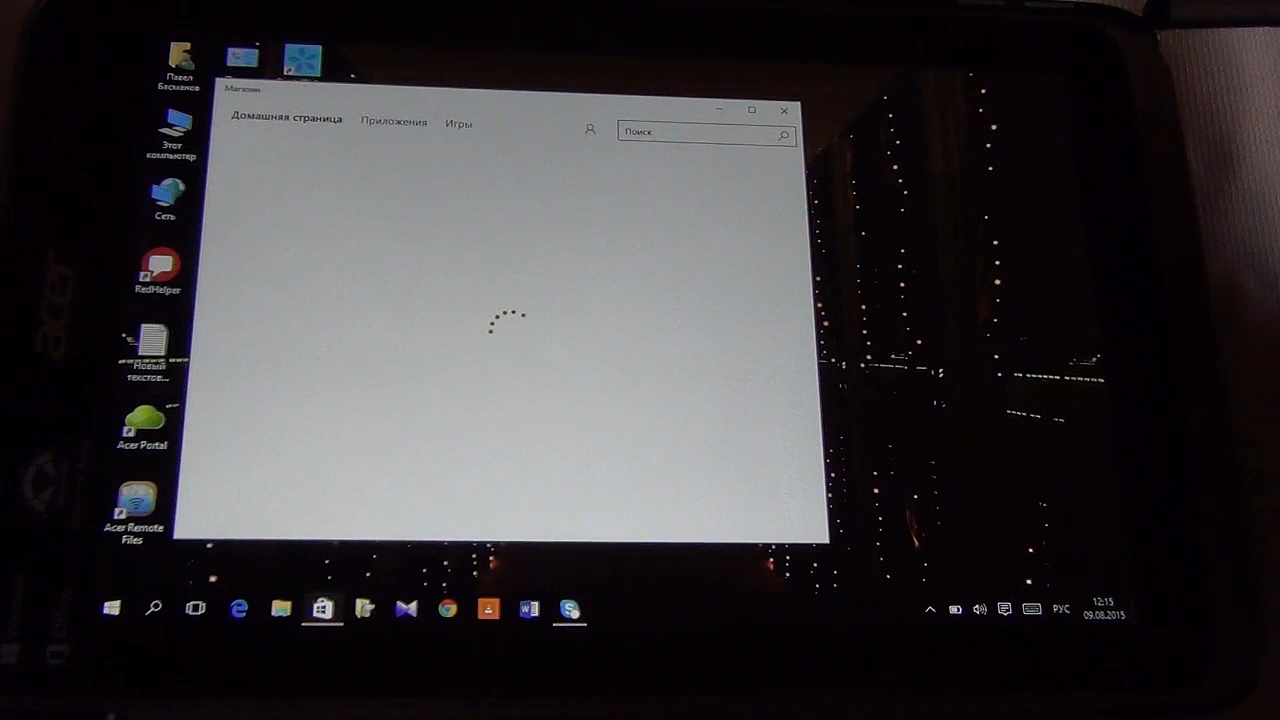 Павел
Басманов
Этот
компьютер
Сеть
RedHelper
Новый
текстов...
Acer Portal
Acer Remote
Files
Магазин
Домашняя страница
Приложения
Игры
Поиск
acer
РУС
12:15
09.08.2015